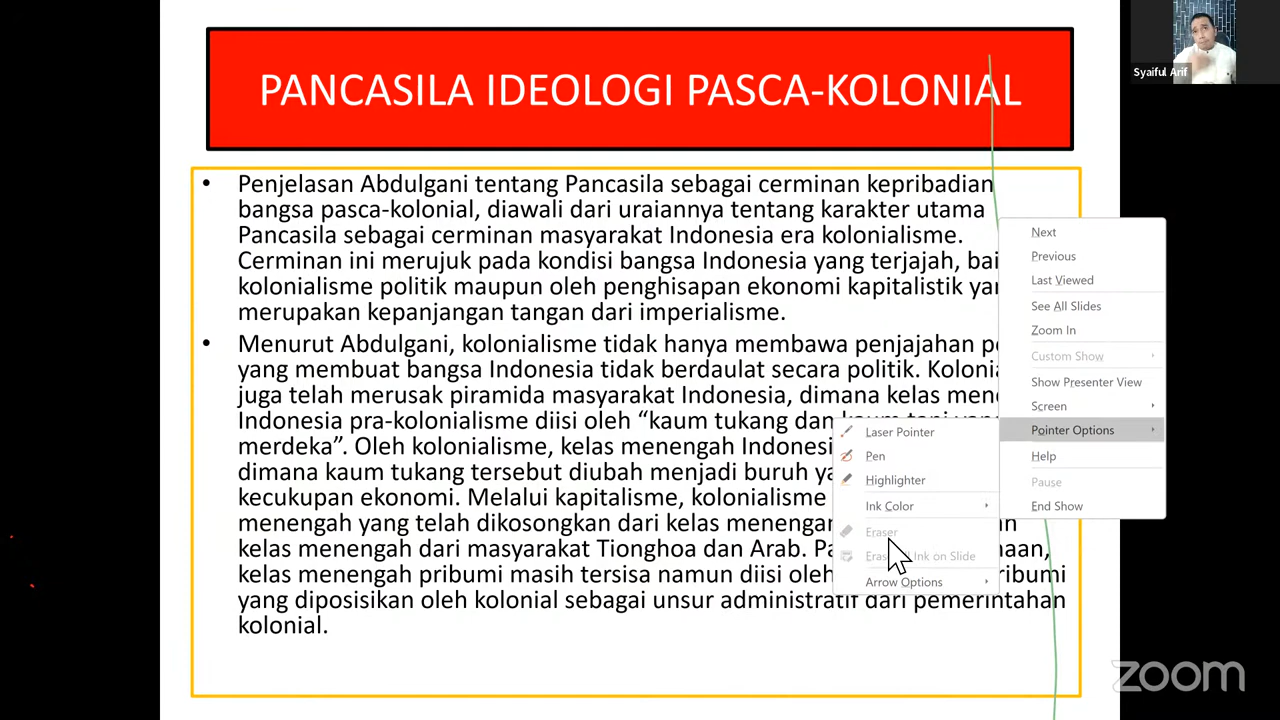 PANCASILA IDEOLOGI PASCA-KOLONIAL
Syaiful Arif
• Penjelasan Abdulgani tentang Pancasila sebagai cerminan kepribadian
bangsa pasca-kolonial, diawali dari uraiannya tentang karakter utama
Pancasila sebagai cerminan masyarakat Indonesia era kolonialisme.
Cerminan ini merujuk pada kondisi bangsa Indonesia yang terjajah,
kolonialisme politik maupun oleh penghisapan ekonomi kapitalistik
merupakan kepanjangan tangan dari imperialisme.
• Menurut Abdulgani, kolonialisme tidak hanya membawa penjajahan
yang membuat bangsa Indonesia tidak berdaulat secara politik.
juga telah merusak piramida masyarakat Indonesia, dimana kelas
Indonesia pra-kolonialisme diisi oleh “kaum tukang dan
merdeka”. Oleh kolonialisme, kelas menengah
dimana kaum tukang tersebut diubah menjadi buruh
kecukupan ekonomi. Melalui kapitalisme, kolonialisme
menengah yang telah dikosongkan dari kelas
kelas menengah dari masyarakat Tionghoa dan Arab.
kelas menengah pribumi masih tersisa namun diisi oleh
yang diposisikan oleh kolonial sebagai unsur administratif dari pemerintahan
kolonial.
Next
Previous
Last Viewed
See All Slides
Zoom In
Custom Show
Show Presenter View
Screen
Pointer Options
Help
Pause
End Show
Laser Pointer
Pen
Highlighter
Ink Color
Eraser
Ink on Slide
Arrow Options
zoom